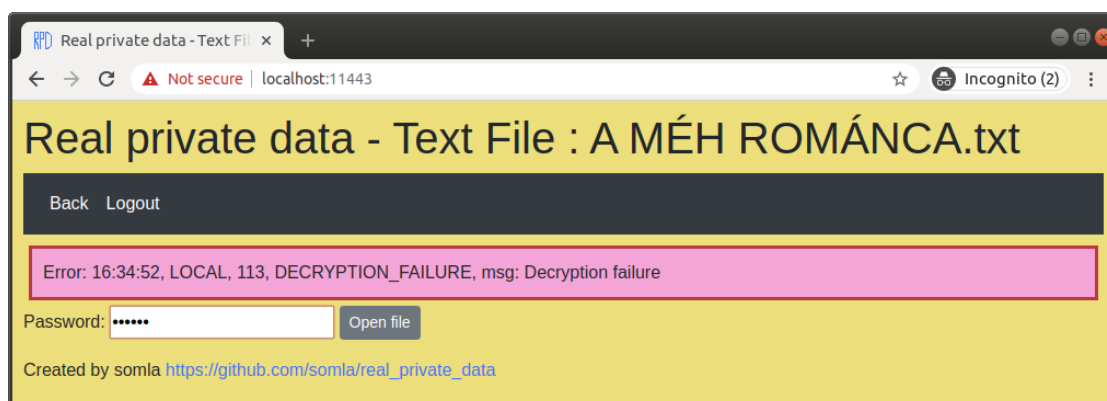 RPD Real private data - Text Fil
Not secure | localhost:11443 Incognito (2)
Real private data - Text File : A MÉH ROMÁNCA.txt
Back Logout
Error: 16:34:52, LOCAL, 113, DECRYPTION_FAILURE, msg: Decryption failure
Password: •••••• Open file
Created by somla https://github.com/somla/real_private_data